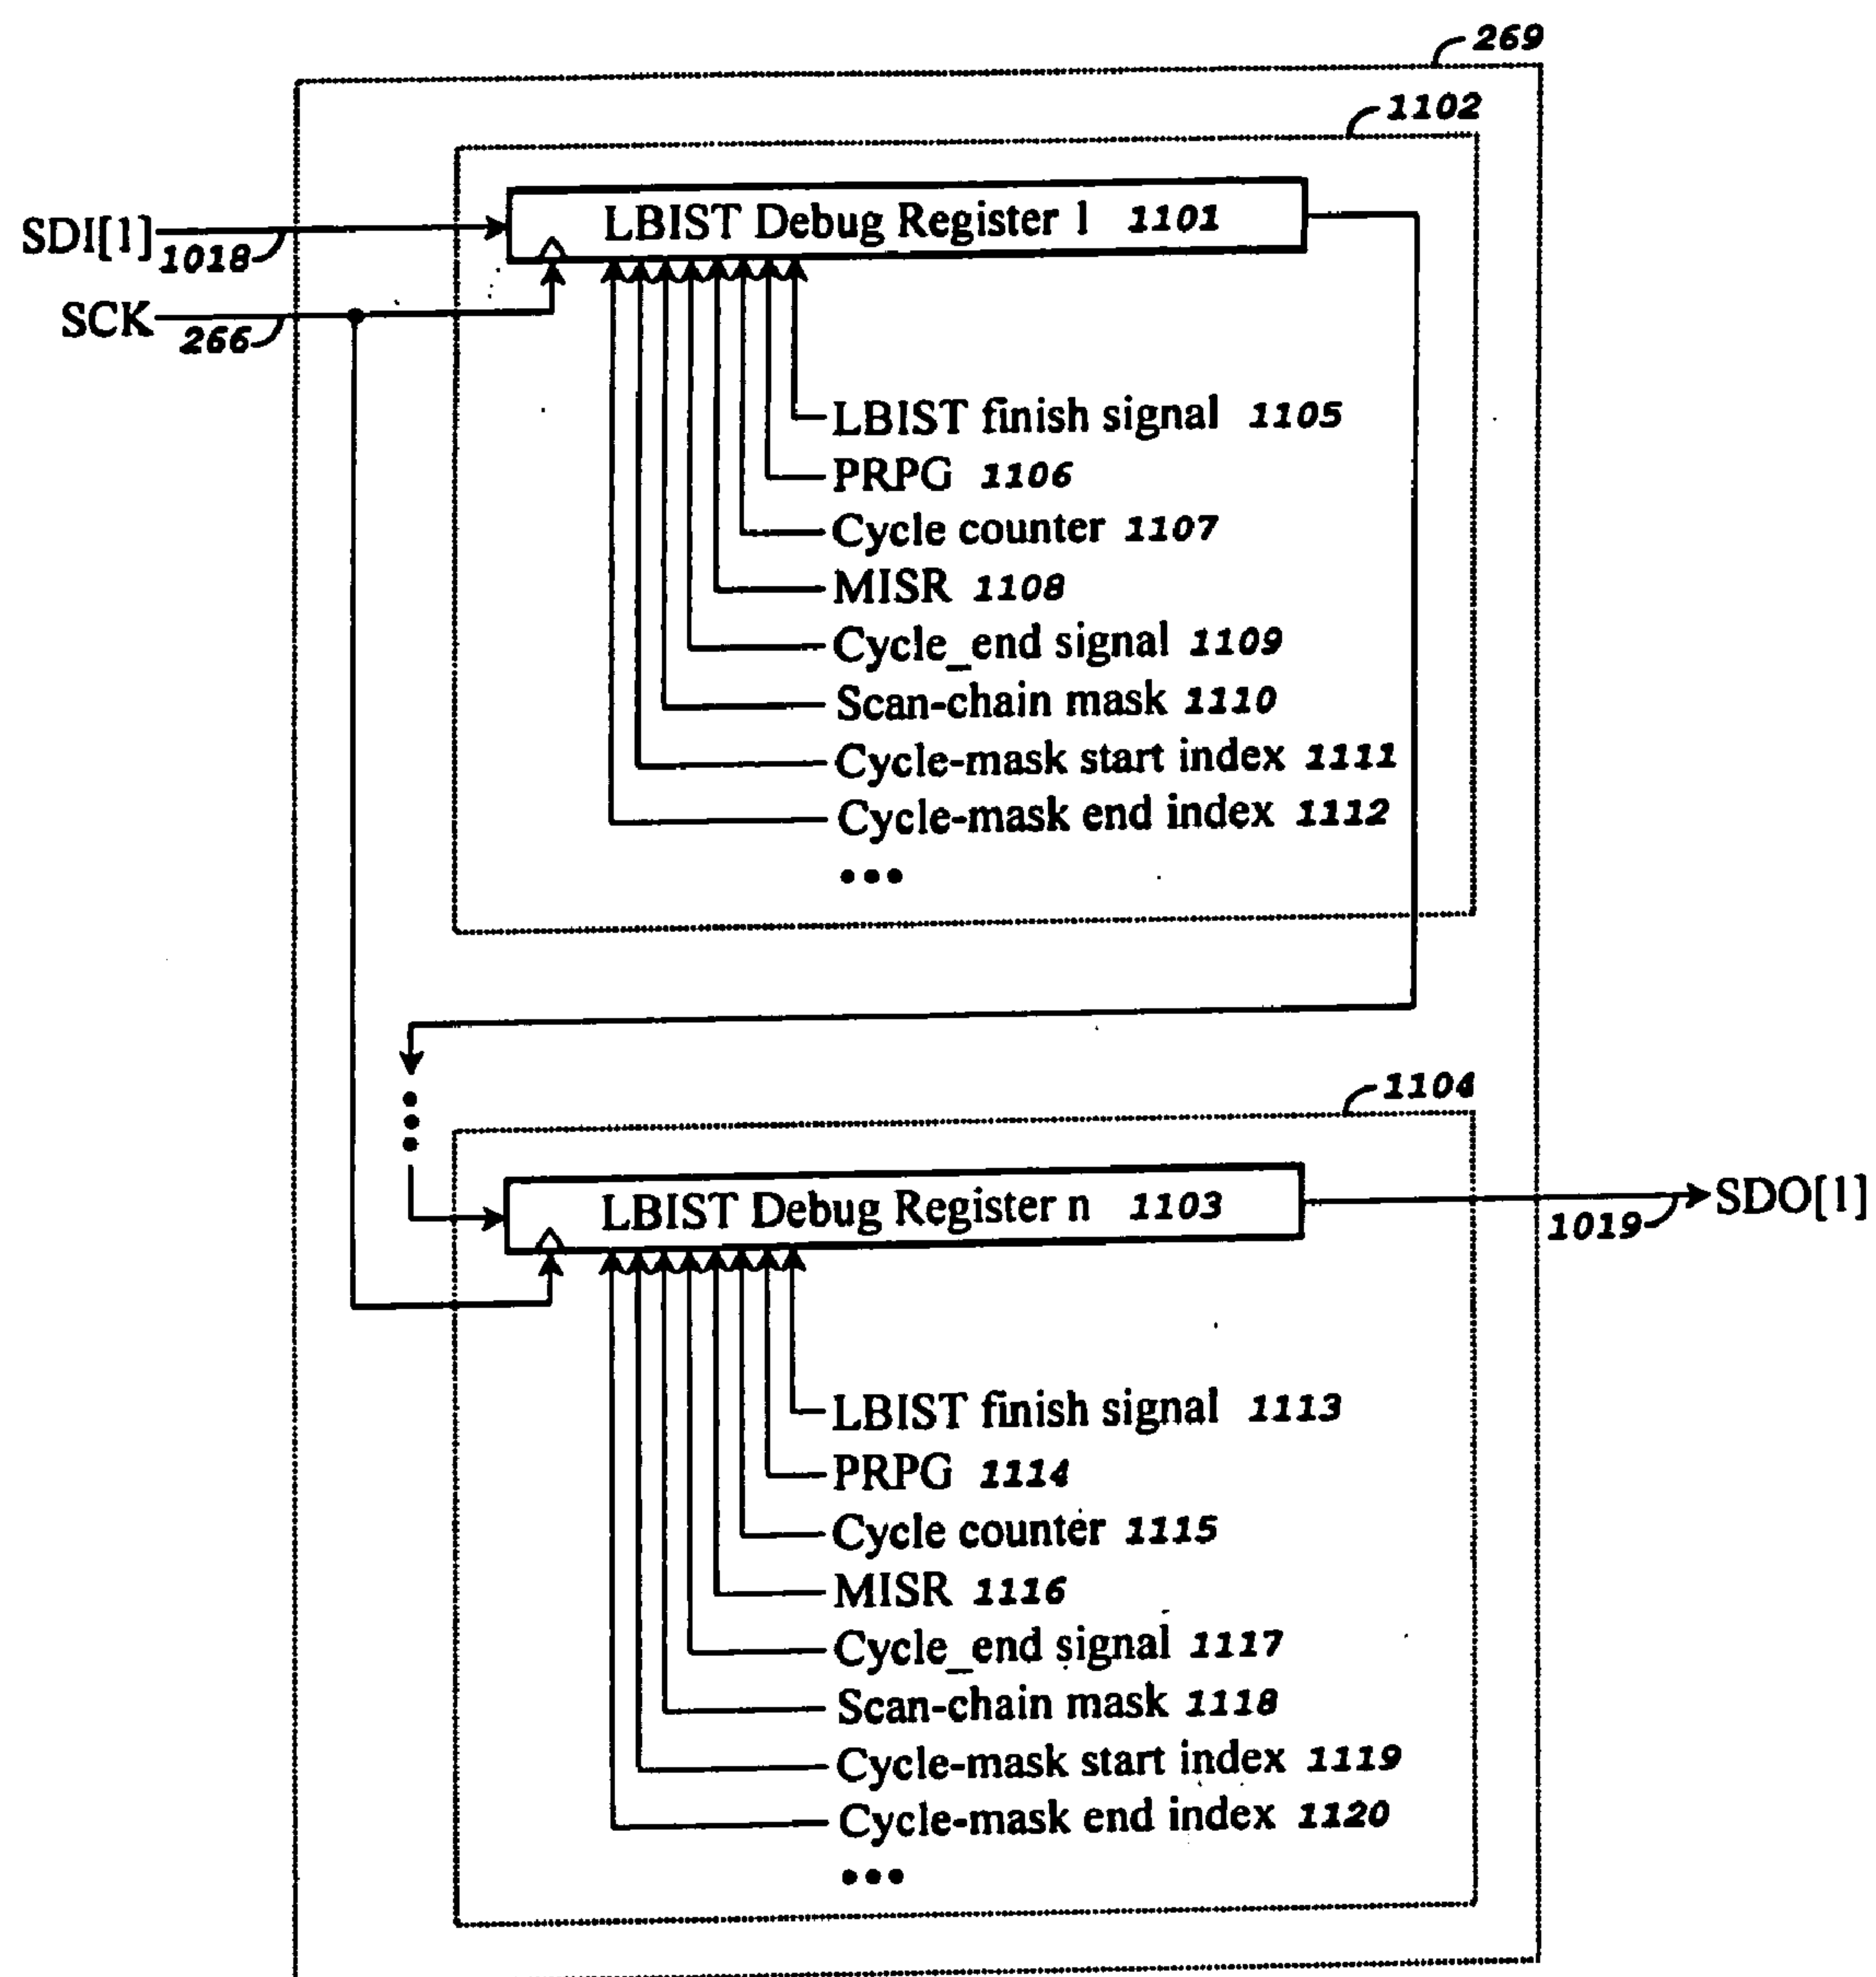 269
1102
LBIST Debug Register 1 1101
SDI[1] 1018
SCK 266
LBIST finish signal 1105
PRPG 1106
Cycle counter 1107
MISR 1108
Cycle_end signal 1109
Scan-chain mask 1110
Cycle-mask start index 1111
Cycle-mask end index 1112
•••
1104
LBIST Debug Register n 1103
SDO[1] 1019
LBIST finish signal 1113
PRPG 1114
Cycle counter 1115
MISR 1116
Cycle_end signal 1117
Scan-chain mask 1118
Cycle-mask start index 1119
Cycle-mask end index 1120
•••